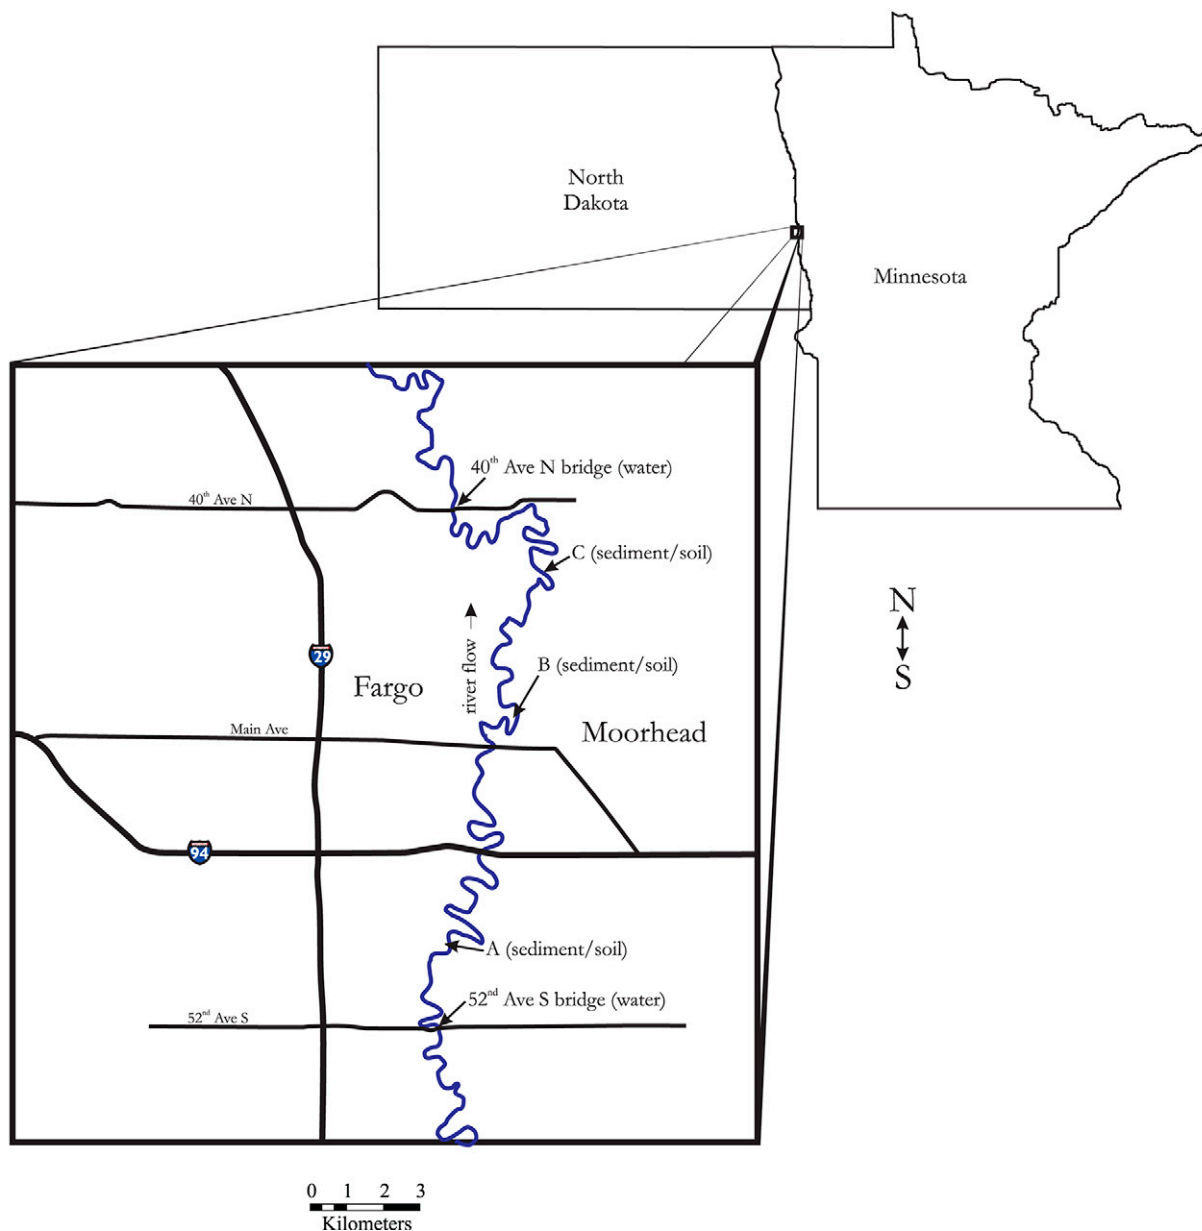 North
Dakota
Minnesota
40th Ave N bridge (water)
40th Ave N
C (sediment/soil)
N
S
river flow
29
B (sediment/soil)
Fargo
Main Ave
Moorhead
94
A (sediment/soil)
52nd Ave S bridge (water)
52nd Ave S
0 1 2 3
Kilometers